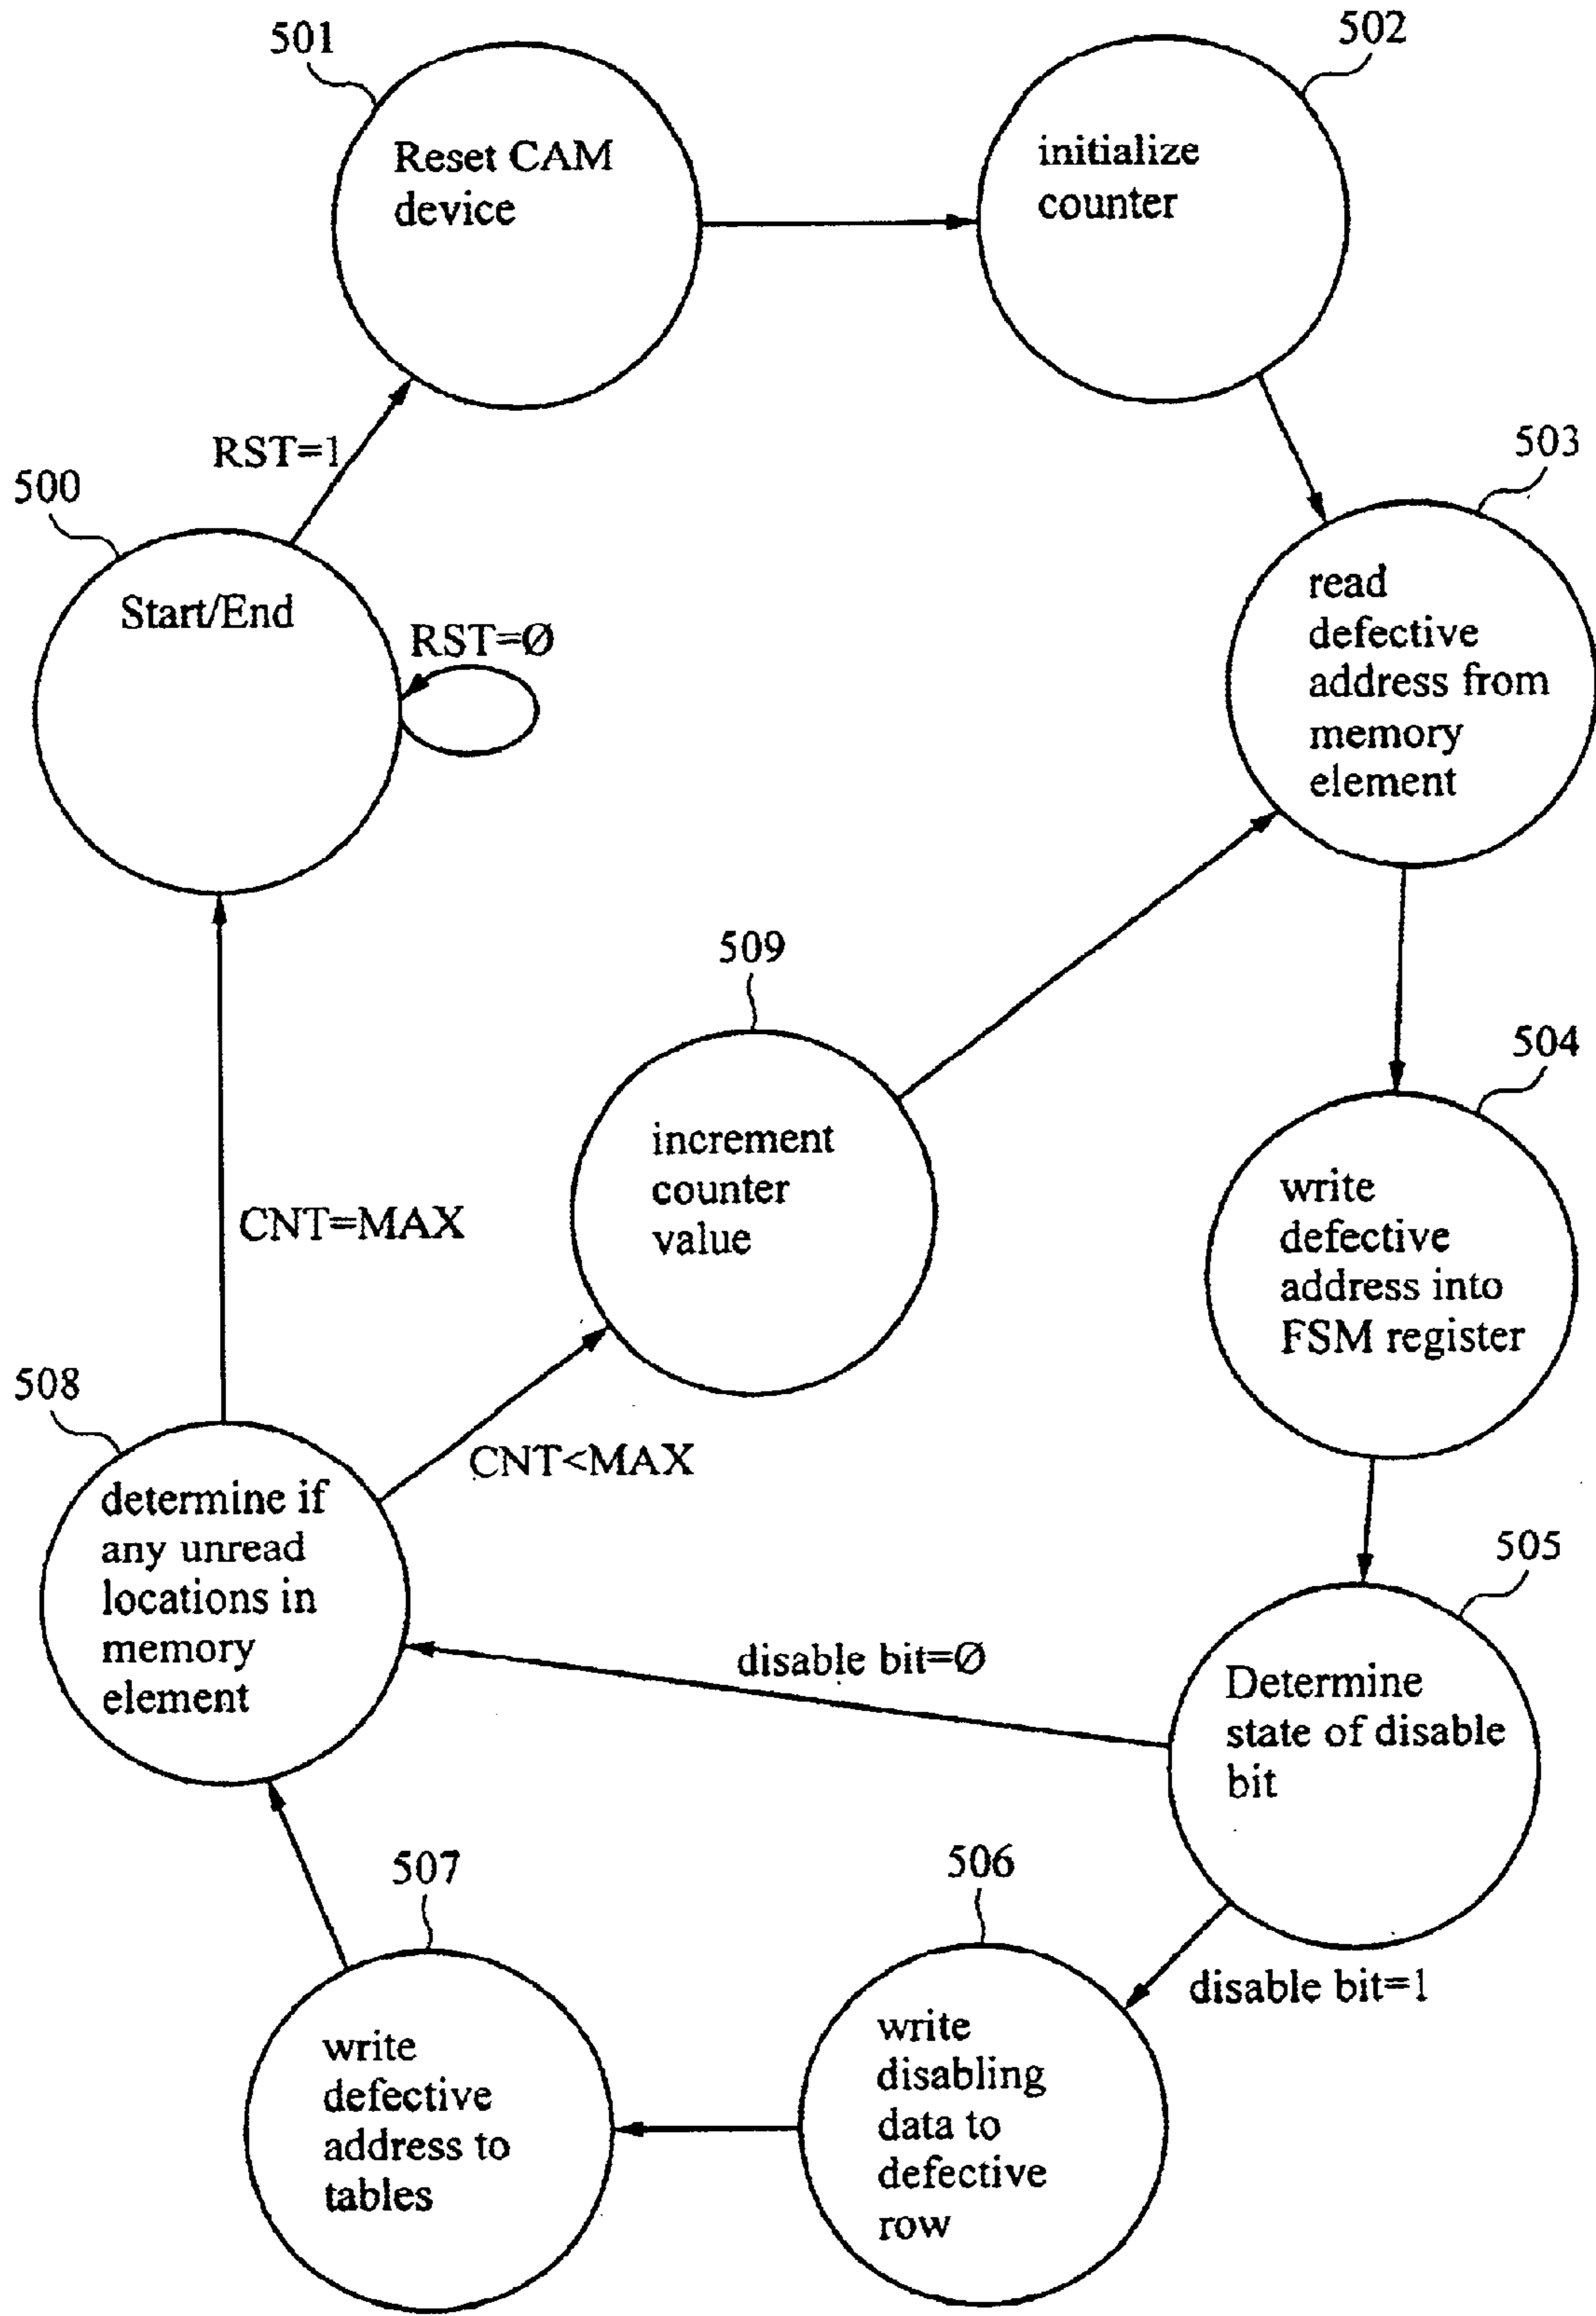 501
Reset CAM
device
502
initialize
counter
RST=1
500
Start/End
RST=Ø
503
read
defective
address from
memory
element
509
increment
counter
value
504
write
defective
address into
FSM register
CNT=MAX
CNT<MAX
508
determine if
any unread
locations in
memory
element
505
Determine
state of disable
bit
disable bit=Ø
disable bit=1
506
write
disabling
data to
defective
row
507
write
defective
address to
tables